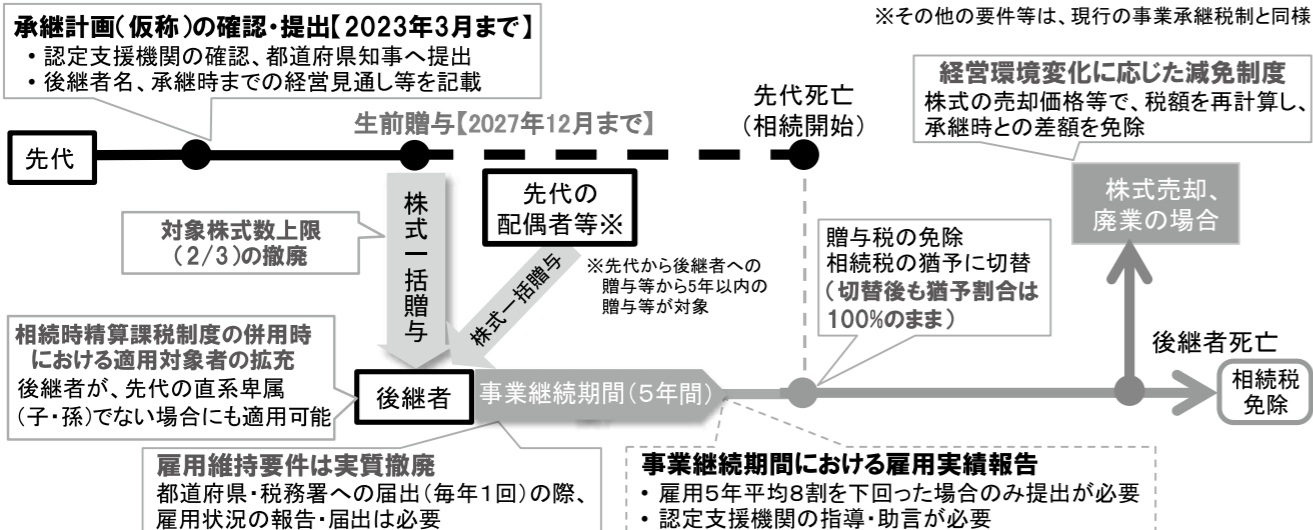 ※その他の要件等は、現行の事業承継税制と同様
承継計画(仮称)の確認・提出【2023年3月まで】
・認定支援機関の確認、都道府県知事へ提出
・後継者名、承継時までの経営見通し等を記載
経営環境変化に応じた減免制度
株式の売却価格等で、税額を再計算し、
承継時との差額を免除
先代死亡
(相続開始)
生前贈与【2027年12月まで】
先代
株式一括贈与
先代の
配偶者等※
株式売却、
廃業の場合
対象株式数上限
(2/3)の撤廃
株式一括贈与
※先代から後継者への
贈与等から5年以内の
贈与等が対象
贈与税の免除
相続税の猶予に切替
(切替後も猶予割合は
100%のまま)
相続時精算課税制度の併用時
における適用対象者の拡充
後継者が、先代の直系卑属
(子・孫)でない場合にも適用可能
後継者
事業継続期間(5年間)
後継者死亡
相続税
免除
雇用維持要件は実質撤廃
都道府県・税務署への届出(毎年1回)の際、
雇用状況の報告・届出は必要
事業継続期間における雇用実績報告
・雇用5年平均8割を下回った場合のみ提出が必要
・認定支援機関の指導・助言が必要